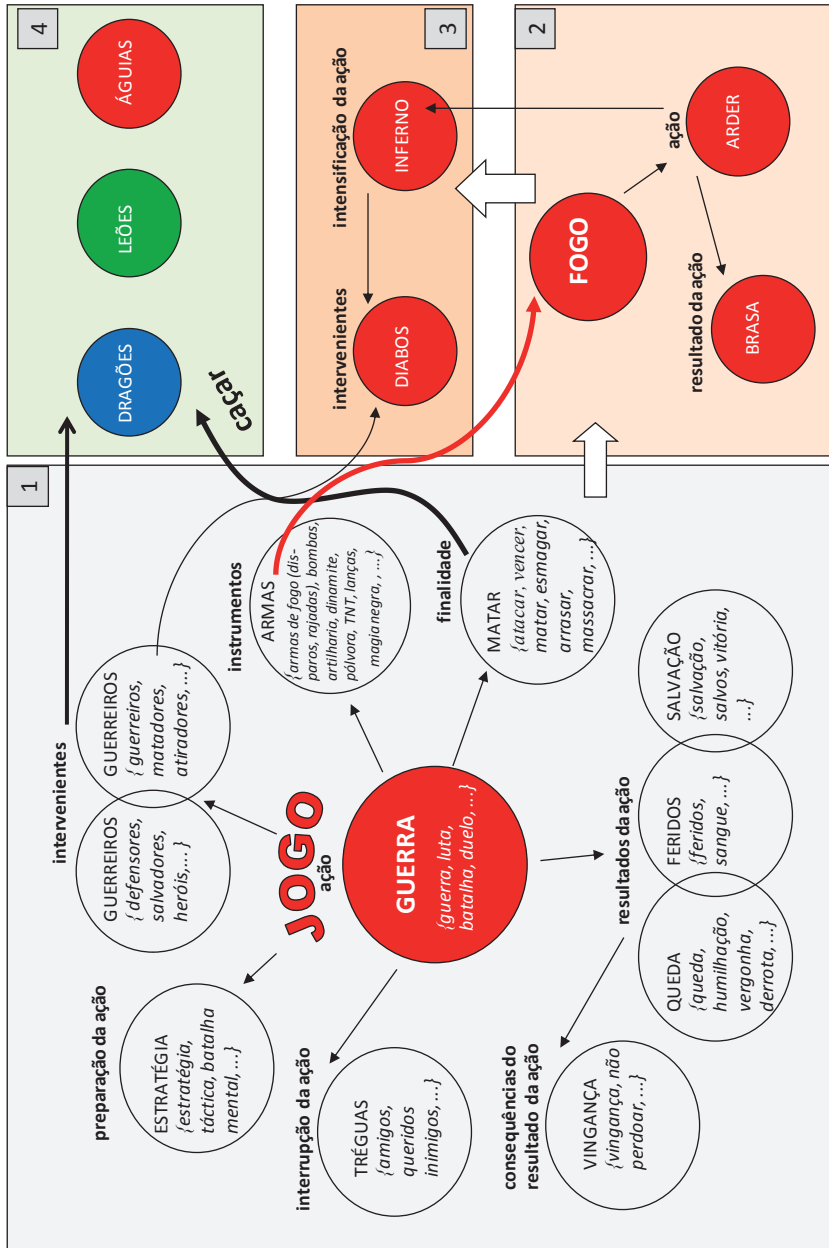 1
preparação da ação
ESTRATÉGIA
{estratégia,
táctica, batalha
mental, ...}
intervenientes
GUERREIROS
{ defensores,
salvadores,
heróis,...}
GUERREIROS
{ guerreiros,
matadores,
atiradores, ...}
JOGO
ação
GUERRA
{guerra, luta,
batalha, duelo, ...}
instrumentos
ARMAS
{armas de fogo (dis-
paros, rajadas), bombas,
artilharia, dinamite,
pólvora, TNT, lanças,
magia negra, , ...}
interrupção da ação
TRÉGUAS
{amigos,
queridos
inimigos, ...}
finalidade
MATAR
{atacar, vencer,
matar, esmagar,
arrasar,
massacrar, ...}
consequências do
resultado da ação
VINGANÇA
{vingança, não
perdoar, ...}
resultados da ação
QUEDA
{queda,
humilhação,
vergonha,
derrota, ...}
FERIDOS
{feridos,
sangue, ...}
SALVAÇÃO
{salvação,
salvos, vitória,
...}
4
DRAGÕES
LEÕES
ÁGUIAS
caçar
3
intervenientes
DIABOS
intensificação da ação
INFERNO
2
FOGO
ação
ARDER
resultado da ação
BRASA